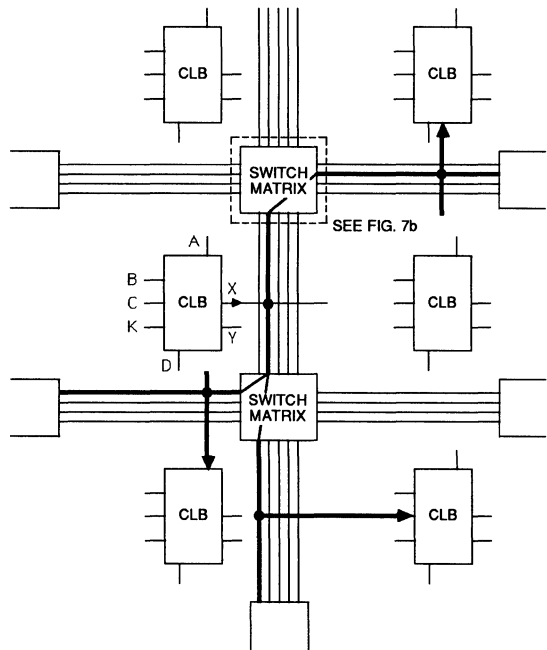 CLB
CLB
SWITCH
MATRIX
SEE FIG. 7b
A
B
C
K
CLB
X
Y
D
CLB
SWITCH
MATRIX
CLB
CLB